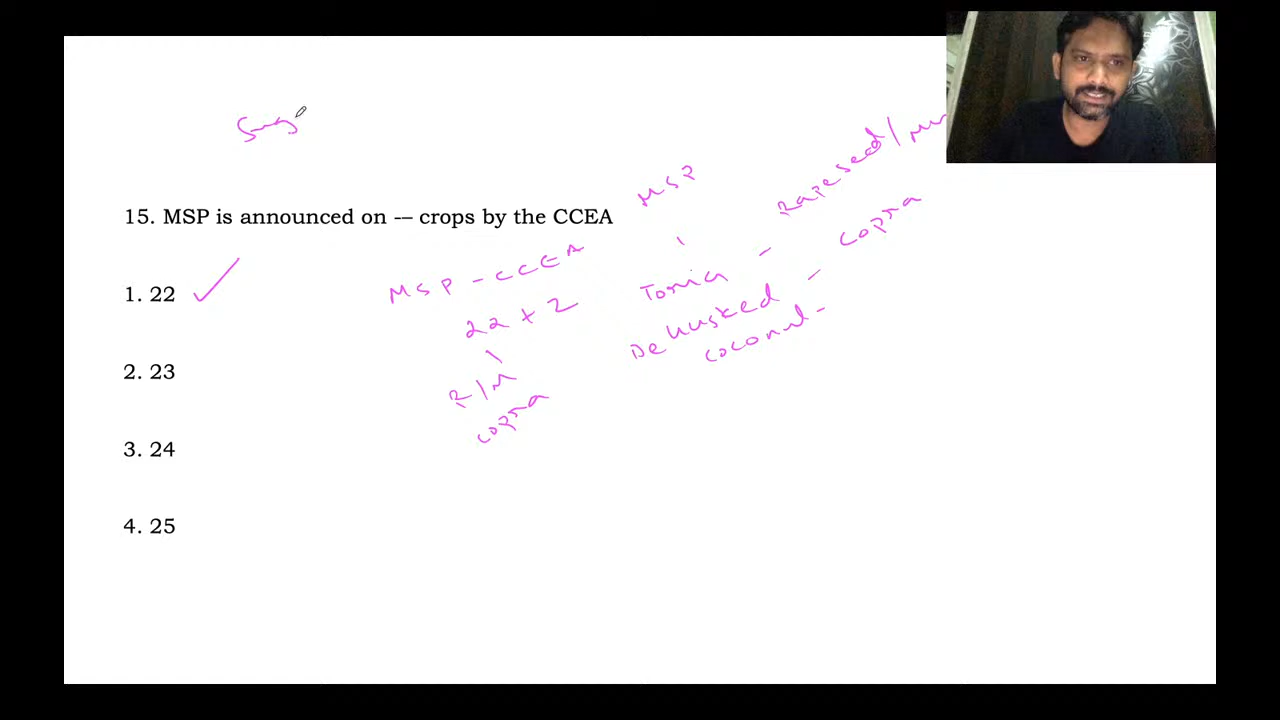 Sug
MSP
Rapeseed/Mu
15. MSP is announced on -– crops by the CCEA
MSP - CCEA
Toria -
Copra
1. 22
22 + 2
Dehusked -
coconut -
R/M
2. 23
copra
3. 24
4. 25